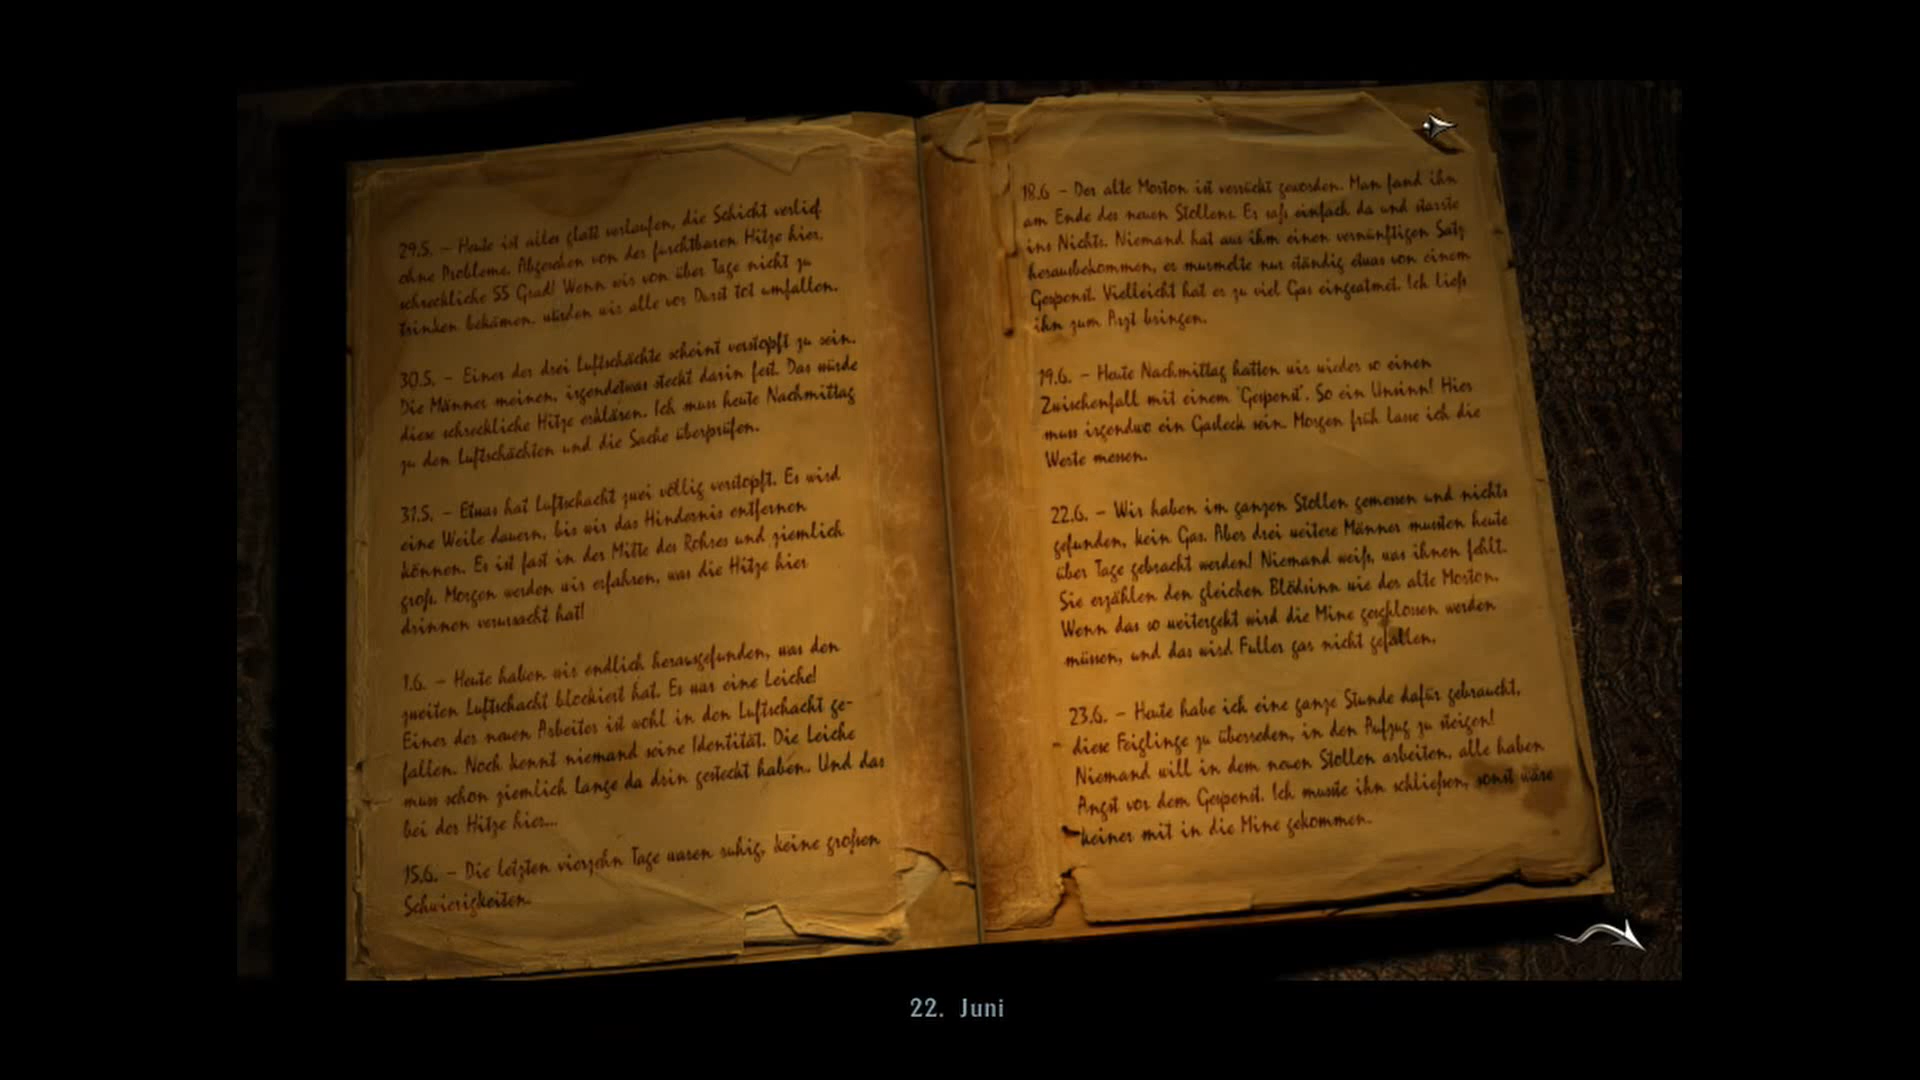 29.5. – Heute ist alles glatt verlaufen, die Schicht verlief
ohne Probleme. Abgesehen von der furchtbaren Hitze hier,
schreckliche 55 Grad! Wenn wir von über Tage nicht zu
trinken bekämen, würden wir alle vor Durst tot umfallen.
30.5. – Einer der drei Luftschächte scheint verstopft zu sein.
Die Männer meinen, irgendetwas steckt darin fest. Das würde
diese schreckliche Hitze erklären. Ich muss heute Nachmittag
zu den Luftschächten und die Sache überprüfen.
31.5. – Etwas hat Luftschacht zwei völlig verstopft. Es wird
eine Weile dauern, bis wir das Hindernis entfernen
können. Es ist fast in der Mitte des Rohres und ziemlich
groß. Morgen werden wir erfahren, was die Hitze hier
drinnen verursacht hat!
1.6. – Heute haben wir endlich herausgefunden, was den
zweiten Luftschacht blockiert hat. Es war eine Leiche!
Einer der neuen Arbeiter ist wohl in den Luftschacht ge-
fallen. Noch kennt niemand seine Identität. Die Leiche
muss schon ziemlich lange da drin gesteckt haben. Und das
bei der Hitze hier...
15.6. – Die letzten vierzehn Tage waren ruhig, keine großen
Schwierigkeiten.
18.6 – Der alte Morton ist verrückt geworden. Man fand ihn
am Ende des neuen Stollens. Er saß einfach da und starrte
ins Nichts. Niemand hat aus ihm einen vernünftigen Satz
herausbekommen, er murmelte nur ständig etwas von einem
Gespenst. Vielleicht hat er zu viel Gas eingeatmet. Ich ließ
ihn zum Arzt bringen.
19.6. – Heute Nachmittag hatten wir wieder so einen
Zwischenfall mit einem 'Gespenst'. So ein Unsinn! Hier
muss irgendwo ein Gasleck sein. Morgen früh lasse ich die
Werte messen.
22.6. – Wir haben im ganzen Stollen gemessen und nichts
gefunden, kein Gas. Aber drei weitere Männer mussten heute
über Tage gebracht werden! Niemand weiß, was ihnen fehlt.
Sie erzählen den gleichen Blödsinn wie der alte Morton.
Wenn das so weitergeht wird die Mine geschlossen werden
müssen, und das wird Fuller gar nicht gefallen.
23.6. – Heute habe ich eine ganze Stunde dafür gebraucht,
diese Feiglinge zu überreden, in den Aufzug zu steigen!
Niemand will in dem neuen Stollen arbeiten, alle haben
Angst vor dem Gespenst. Ich musste ihn schließen, sonst wäre
keiner mit in die Mine gekommen.
22. Juni